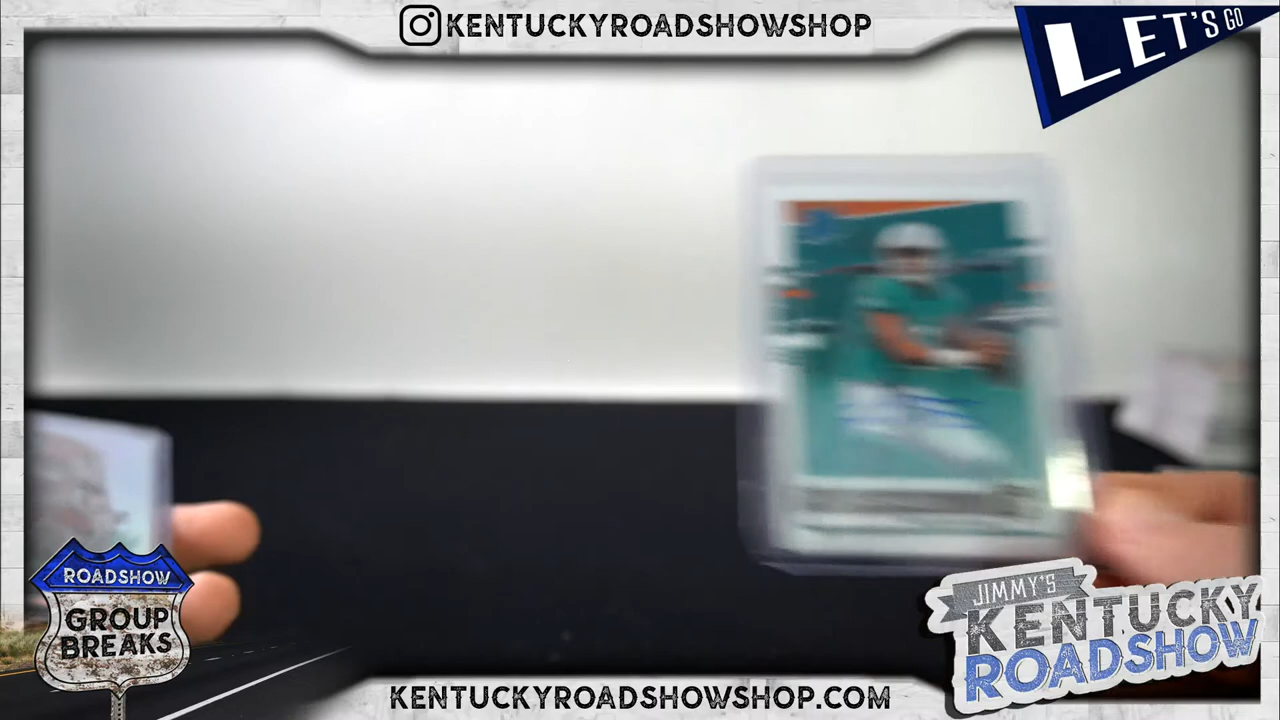 KENTUCKYROADSHOWSHOP
LET'S GO
ROADSHOW
GROUP
BREAKS
JIMMY'S
KENTUCKY
ROADSHOW
KENTUCKYROADSHOWSHOP.COM